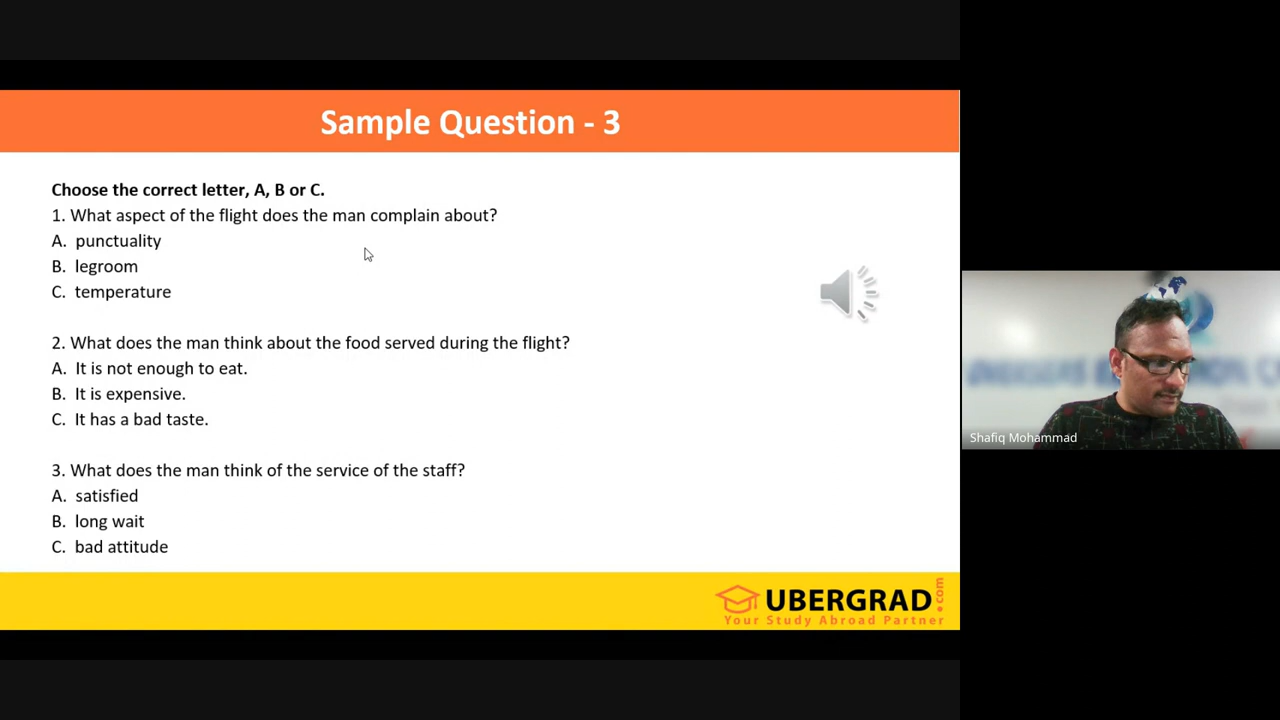 Sample Question - 3
Choose the correct letter, A, B or C.
1. What aspect of the flight does the man complain about?
A. punctuality
B. legroom
C. temperature
2. What does the man think about the food served during the flight?
A. It is not enough to eat.
B. It is expensive.
C. It has a bad taste.
3. What does the man think of the service of the staff?
A. satisfied
B. long wait
C. bad attitude
UBERGRAD.com
Your Study Abroad Partner
Shafiq Mohammad